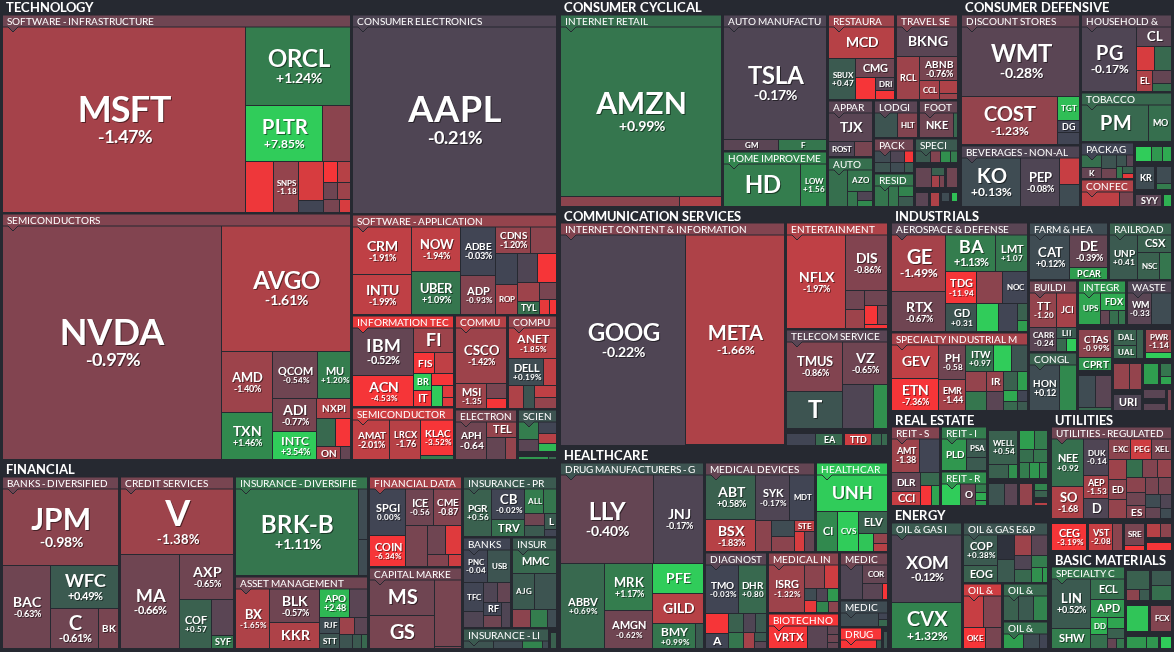 TECHNOLOGY
SOFTWARE - INFRASTRUCTURE
MSFT
-1.47%
ORCL
+1.24%
PLTR
+7.85%
SNPS
-1.18
CONSUMER ELECTRONICS
AAPL
-0.21%
SEMICONDUCTORS
NVDA
-0.97%
AVGO
-1.61%
AMD
-1.40%
QCOM
-0.54%
MU
+1.20%
ADI
-0.77%
NXPI
TXN
+1.46%
INTC
+3.54%
ON
SOFTWARE - APPLICATION
CRM
-1.91%
NOW
-1.94%
ADBE
-0.03%
CDNS
-1.20%
INTU
-1.99%
UBER
+1.09%
ADP
-0.93%
ROP
TYL
INFORMATION TEC
IBM
-0.52%
FI
FIS
BR
IT
ACN
-4.53%
COMMU
CSCO
-1.42%
MSI
-1.35
COMPU
ANET
-1.85%
DELL
+0.19%
SEMICONDUCTOR
AMAT
-2.01%
LRCX
-1.76
KLAC
-3.52%
ELECTRON
APH
-0.64
TEL
SCIEN
FINANCIAL
BANKS - DIVERSIFIED
JPM
-0.98%
BAC
-0.63%
WFC
+0.49%
C
-0.61%
BK
CREDIT SERVICES
V
-1.38%
MA
-0.66%
AXP
-0.65%
COF
+0.57
SYF
INSURANCE - DIVERSIFIE
BRK-B
+1.11%
ASSET MANAGEMENT
BX
-1.65%
BLK
-0.57%
KKR
APO
+2.48
RJF
STT
FINANCIAL DATA
SPGI
0.00%
ICE
-0.56
CME
-0.87
COIN
-6.34%
CAPITAL MARKE
MS
GS
INSURANCE - PR
PGR
+0.56
CB
-0.02%
ALL
TRV
L
BANKS
PNC
-0.04
USB
TFC
RF
INSUR
MMC
AJG
INSURANCE - LI
CONSUMER CYCLICAL
INTERNET RETAIL
AMZN
+0.99%
AUTO MANUFACTU
TSLA
-0.17%
GM
F
HOME IMPROVEME
HD
LOW
+1.56
RESTAURA
MCD
SBUX
+0.47
CMG
DRI
TRAVEL SE
BKNG
RCL
ABNB
-0.76%
CCL
APPAR
TJX
ROST
LODGI
HLT
FOOT
NKE
AUTO
AZO
PACK
SPECI
RESID
CONSUMER DEFENSIVE
DISCOUNT STORES
WMT
-0.28%
COST
-1.23%
TGT
DG
HOUSEHOLD &
PG
-0.17%
CL
EL
TOBACCO
PM
MO
BEVERAGES - NON-AL
KO
+0.13%
PEP
-0.08%
PACKAG
K
KR
CONFEC
SYY
COMMUNICATION SERVICES
INTERNET CONTENT & INFORMATION
GOOG
-0.22%
META
-1.66%
ENTERTAINMENT
NFLX
-1.97%
DIS
-0.86%
TELECOM SERVICE
TMUS
-0.86%
VZ
-0.65%
T
EA
TTD
INDUSTRIALS
AEROSPACE & DEFENSE
GE
-1.49%
BA
+1.13%
LMT
+1.07
RTX
-0.67%
TDG
-11.94
NOC
GD
+0.31
FARM & HEA
CAT
+0.12%
DE
-0.39%
PCAR
RAILROAD
UNP
+0.41
CSX
NSC
SPECIALTY INDUSTRIAL M
GEV
PH
-0.58
ITW
+0.97
ETN
-7.36%
EMR
-1.44
IR
BUILDI
TT
-1.20
JCI
CARR
-0.24
LII
INTEGR
UPS
FDX
WASTE
WM
-0.33
CTAS
-0.99%
CPRT
DAL
UAL
PWR
-1.14
CONGL
HON
+0.12
URI
HEALTHCARE
DRUG MANUFACTURERS - G
LLY
-0.40%
JNJ
-0.17%
ABBV
+0.69%
MRK
+1.17%
PFE
AMGN
-0.62%
GILD
BMY
+0.99%
MEDICAL DEVICES
ABT
+0.58%
SYK
-0.17%
MDT
BSX
-1.83%
STE
HEALTHCAR
UNH
CI
CVS
ELV
DIAGNOST
TMO
-0.03%
DHR
+0.80
A
MEDICAL IN
ISRG
-1.32%
MEDIC
COR
MEDIC
BIOTECHNO
VRTX
DRUG
REAL ESTATE
REIT - S
AMT
-1.38
DLR
CCI
REIT - I
PLD
PSA
REIT - R
O
WELL
+0.54
UTILITIES
UTILITIES - REGULATED
NEE
+0.92
DUK
-0.14
EXC
PEG
XEL
SO
-1.68
AEP
-1.53
ED
D
ES
CEG
-3.19%
VST
-2.08
SRE
ENERGY
OIL & GAS I
XOM
-0.12%
CVX
+1.32%
OIL & GAS E&P
COP
+0.38%
EOG
OIL &
OKE
OIL &
OIL &
BASIC MATERIALS
SPECIALTY C
LIN
+0.52%
ECL
APD
DD
SHW
FCX